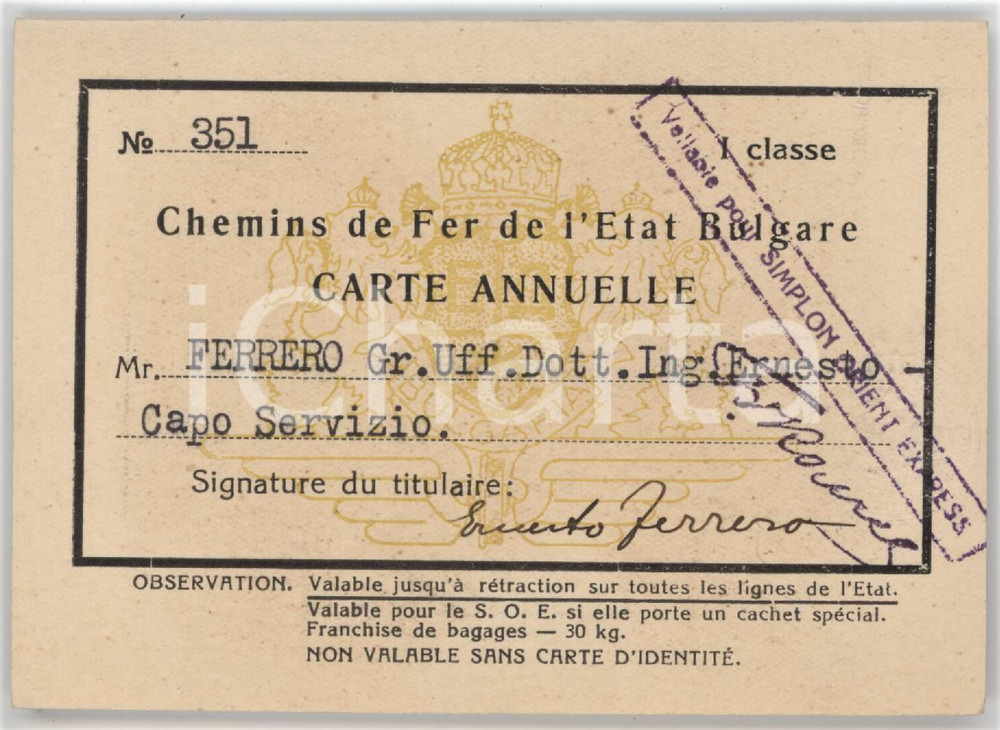 № 351
I classe
Chemins de Fer de l'Etat Bulgare
CARTE ANNUELLE
Mr. FERRERO Gr.Uff.Dott.Ing.Ernesto -
Capo Servizio.
Signature du titulaire:
Ernesto Ferrero
Vallable pour SIMPLON ORIENT EXPRESS
OBSERVATION. Valable jusqu'à rétraction sur toutes les lignes de l'Etat.
Valable pour le S. O. E. si elle porte un cachet spécial.
Franchise de bagages — 30 kg.
NON VALABLE SANS CARTE D'IDENTITÉ.
iCharta